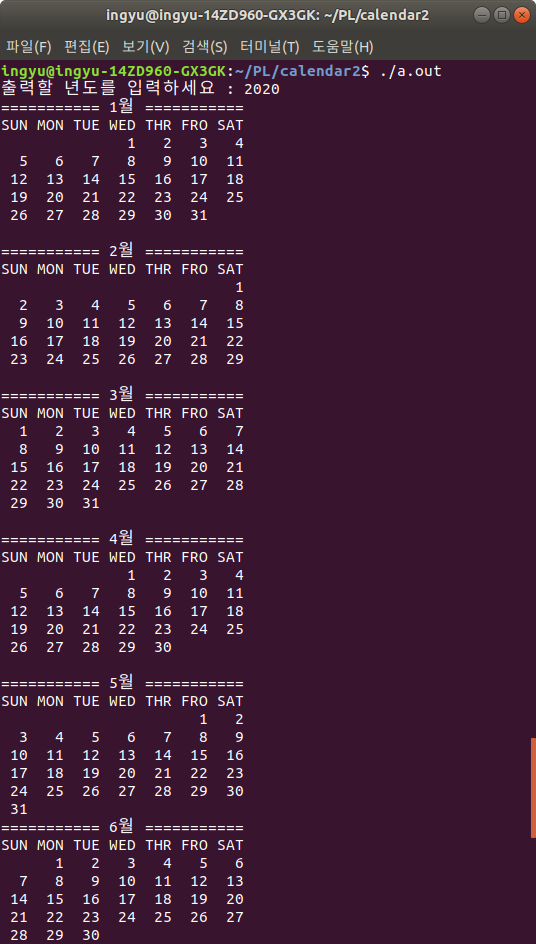 ingyu@ingyu-14ZD960-GX3GK: ~/PL/calendar2
파일(F) 편집(E) 보기(V) 검색(S) 터미널(T) 도움말(H)
ingyu@ingyu-14ZD960-GX3GK:~/PL/calendar2$ ./a.out
출력할 년도를 입력하세요 : 2020
=========== 1월 ===========
SUN MON TUE WED THR FRO SAT
              1   2   3   4
  5   6   7   8   9  10  11
 12  13  14  15  16  17  18
 19  20  21  22  23  24  25
 26  27  28  29  30  31
=========== 2월 ===========
SUN MON TUE WED THR FRO SAT
                          1
  2   3   4   5   6   7   8
  9  10  11  12  13  14  15
 16  17  18  19  20  21  22
 23  24  25  26  27  28  29
=========== 3월 ===========
SUN MON TUE WED THR FRO SAT
  1   2   3   4   5   6   7
  8   9  10  11  12  13  14
 15  16  17  18  19  20  21
 22  23  24  25  26  27  28
 29  30  31
=========== 4월 ===========
SUN MON TUE WED THR FRO SAT
              1   2   3   4
  5   6   7   8   9  10  11
 12  13  14  15  16  17  18
 19  20  21  22  23  24  25
 26  27  28  29  30
=========== 5월 ===========
SUN MON TUE WED THR FRO SAT
                      1   2
  3   4   5   6   7   8   9
 10  11  12  13  14  15  16
 17  18  19  20  21  22  23
 24  25  26  27  28  29  30
 31
=========== 6월 ===========
SUN MON TUE WED THR FRO SAT
      1   2   3   4   5   6
  7   8   9  10  11  12  13
 14  15  16  17  18  19  20
 21  22  23  24  25  26  27
 28  29  30